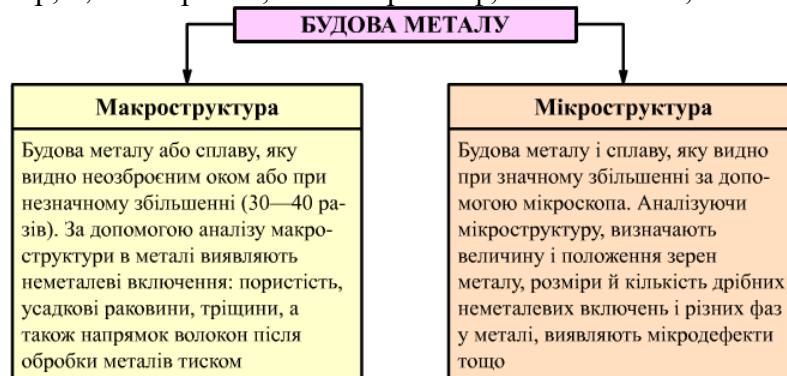 БУДОВА МЕТАЛУ
Макроструктура
Будова металу або сплаву, яку
видно неозброєним оком або при
незначному збільшенні (30—40 ра-
зів). За допомогою аналізу макро-
структури в металі виявляють
неметалеві включення: пористість,
усадкові раковини, тріщини, а
також напрямок волокон після
обробки металів тиском
Мікроструктура
Будова металу і сплаву, яку видно
при значному збільшенні за допо-
могою мікроскопа. Аналізуючи
мікроструктуру, визначають
величину і положення зерен
металу, розміри й кількість дрібних
неметалевих включень і різних фаз
у металі, виявляють мікродефекти
тощо